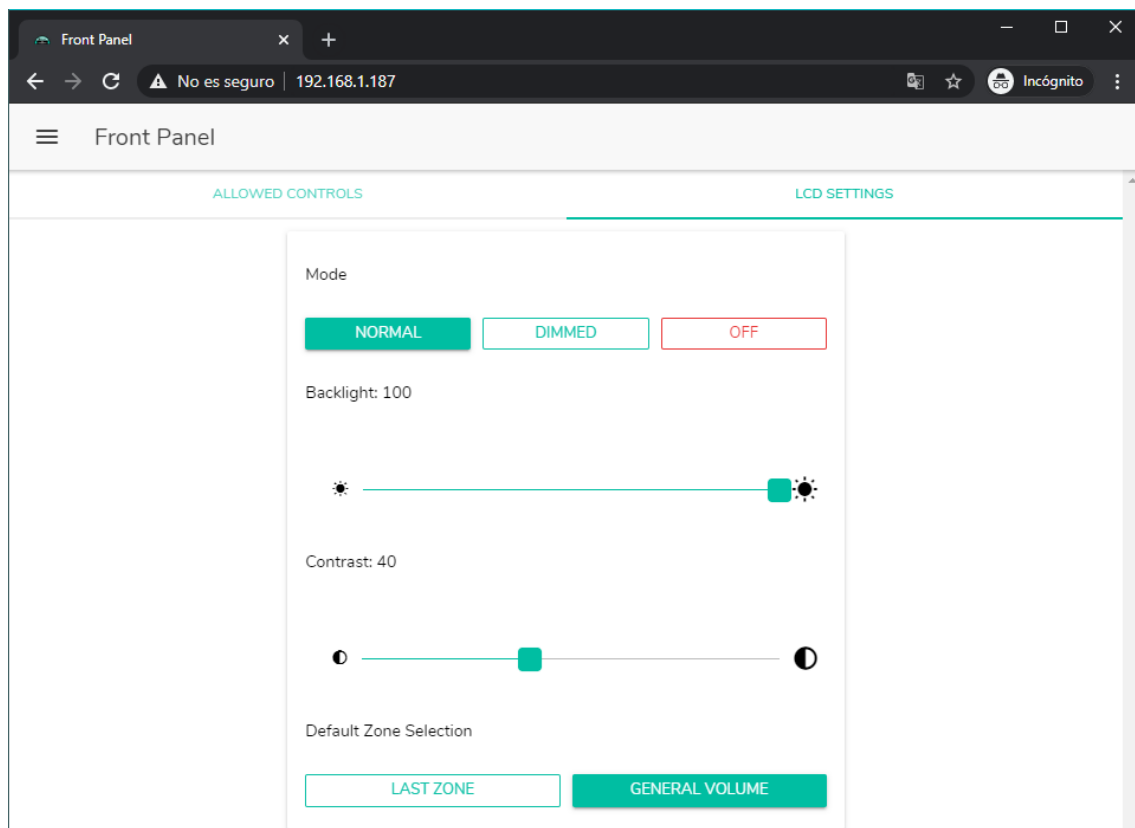 Front Panel
No es seguro 192.168.1.187 Incógnito
Front Panel
ALLOWED CONTROLS LCD SETTINGS
Mode
NORMAL DIMMED OFF
Backlight: 100
Contrast: 40
Default Zone Selection
LAST ZONE GENERAL VOLUME